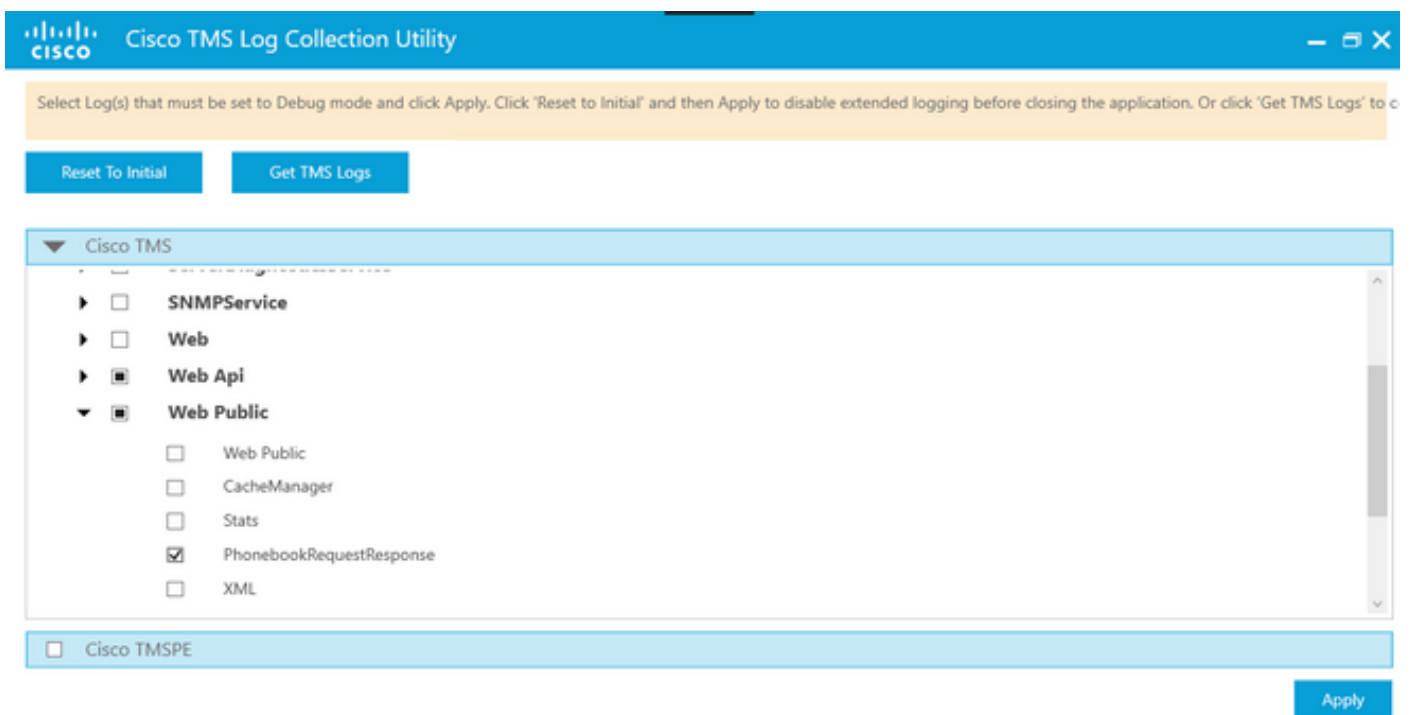 CISCO
Cisco TMS Log Collection Utility
Select Log(s) that must be set to Debug mode and click Apply. Click 'Reset to Initial' and then Apply to disable extended logging before closing the application. Or click 'Get TMS Logs' to c
Reset To Initial
Get TMS Logs
Cisco TMS
SNMPService
Web
Web Api
Web Public
Web Public
CacheManager
Stats
PhonebookRequestResponse
XML
Cisco TMSPE
Apply